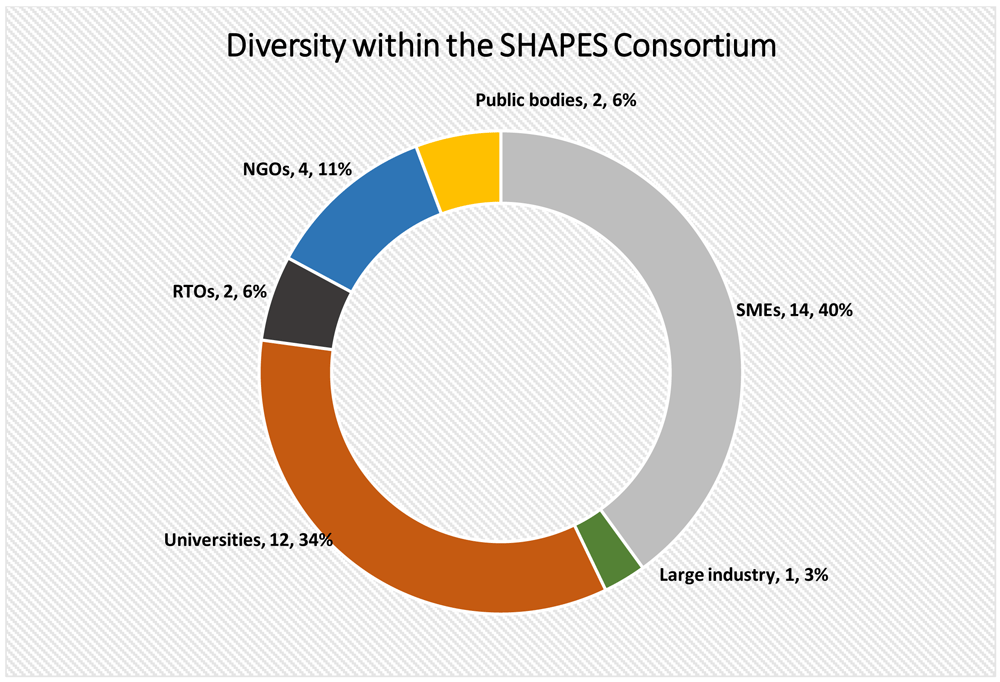 Diversity within the SHAPES Consortium
Public bodies, 2, 6%
NGOs, 4, 11%
RTOs, 2, 6%
SMEs, 14, 40%
Universities, 12, 34%
Large industry, 1, 3%